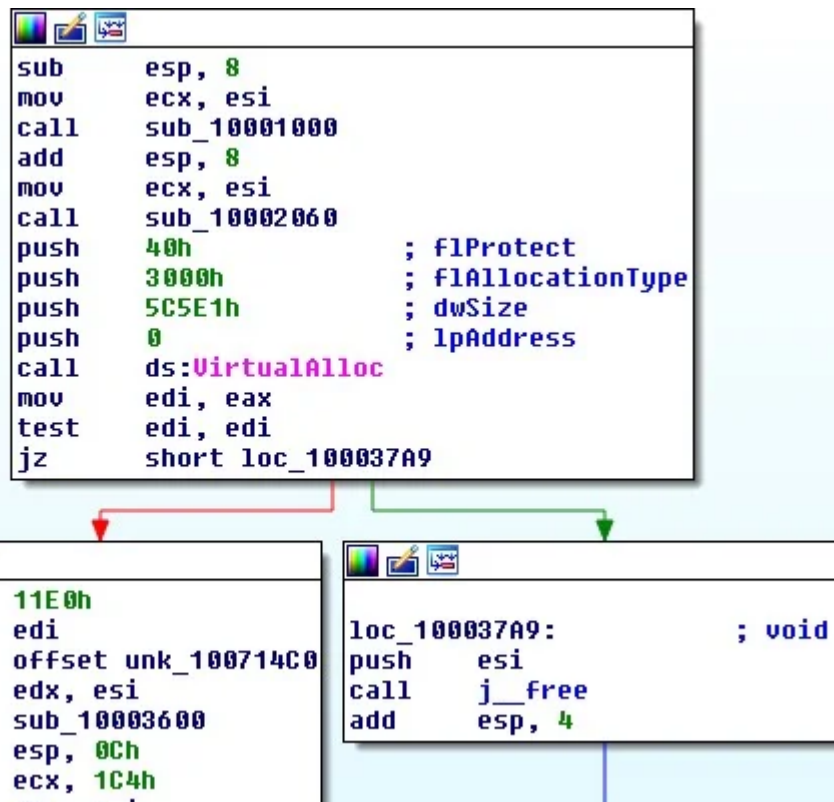 sub esp, 8
mov ecx, esi
call sub_10001000
add esp, 8
mov ecx, esi
call sub_10002060
push 40h ; flProtect
push 3000h ; flAllocationType
push 5C5E1h ; dwSize
push 0 ; lpAddress
call ds:VirtualAlloc
mov edi, eax
test edi, edi
jz short loc_100037A9
11E0h
edi
offset unk_100714C0
edx, esi
sub_10003600
esp, 0Ch
ecx, 1C4h
loc_100037A9: ; void
push esi
call j__free
add esp, 4